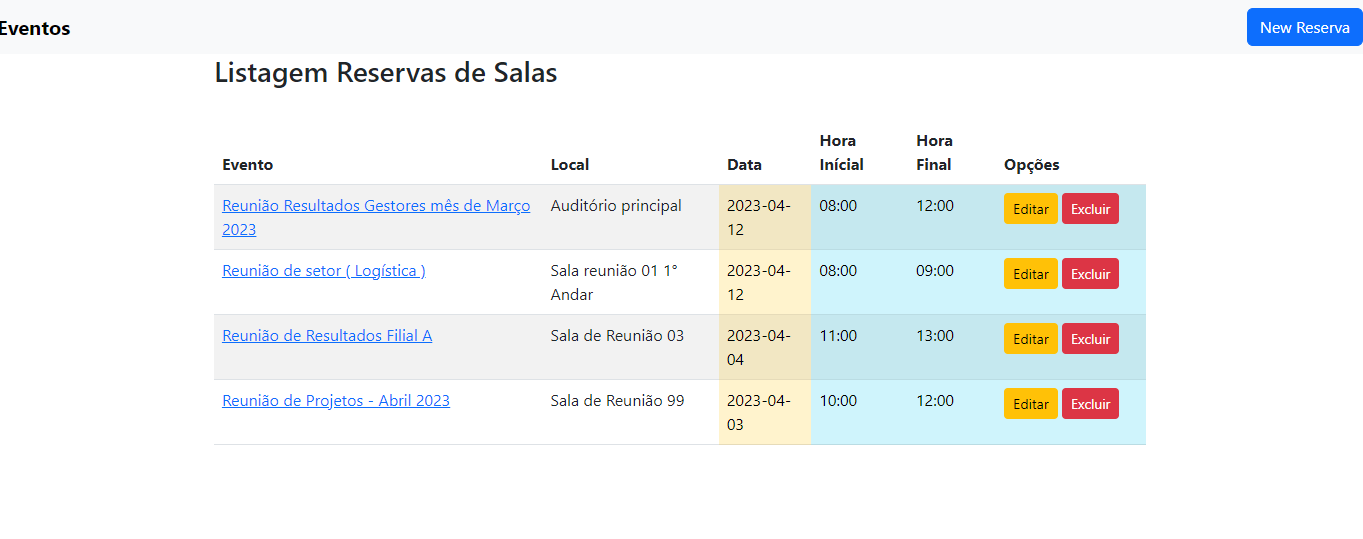 Eventos
New Reserva
Listagem Reservas de Salas
Evento Local Data Hora Inícial Hora Final Opções
Reunião Resultados Gestores mês de Março Auditório principal 2023-04- 08:00 12:00 Editar Excluir
2023 12
Reunião de setor ( Logística ) Sala reunião 01 1° 2023-04- 08:00 09:00 Editar Excluir
Andar 12
Reunião de Resultados Filial A Sala de Reunião 03 2023-04- 11:00 13:00 Editar Excluir
04
Reunião de Projetos - Abril 2023 Sala de Reunião 99 2023-04- 10:00 12:00 Editar Excluir
03